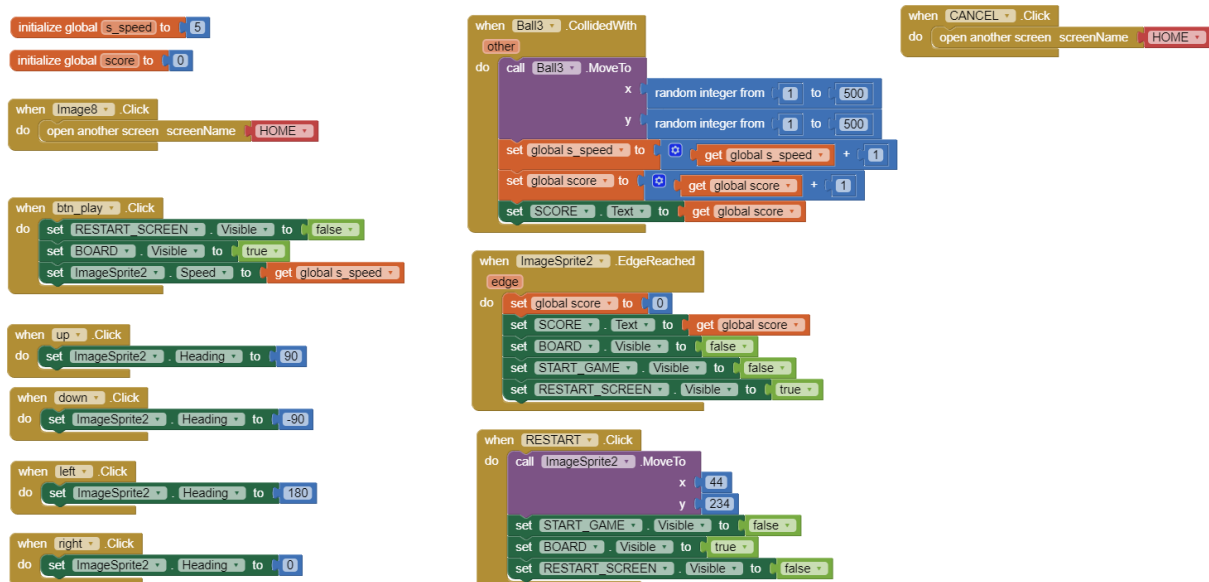 initialize global s_speed to 5
initialize global score to 0
when Image8 .Click
do open another screen screenName HOME
when btn_play .Click
do set RESTART_SCREEN . Visible to false
set BOARD . Visible to true
set ImageSprite2 . Speed to get global s_speed
when up .Click
do set ImageSprite2 . Heading to 90
when down .Click
do set ImageSprite2 . Heading to -90
when left .Click
do set ImageSprite2 . Heading to 180
when right .Click
do set ImageSprite2 . Heading to 0
when Ball3 .CollidedWith
other
do call Ball3 .MoveTo
x random integer from 1 to 500
y random integer from 1 to 500
set global s_speed to get global s_speed + 1
set global score to get global score + 1
set SCORE . Text to get global score
when ImageSprite2 .EdgeReached
edge
do set global score to 0
set SCORE . Text to get global score
set BOARD . Visible to false
set START_GAME . Visible to false
set RESTART_SCREEN . Visible to true
when RESTART .Click
do call ImageSprite2 .MoveTo
x 44
y 234
set START_GAME . Visible to false
set BOARD . Visible to true
set RESTART_SCREEN . Visible to false
when CANCEL .Click
do open another screen screenName HOME